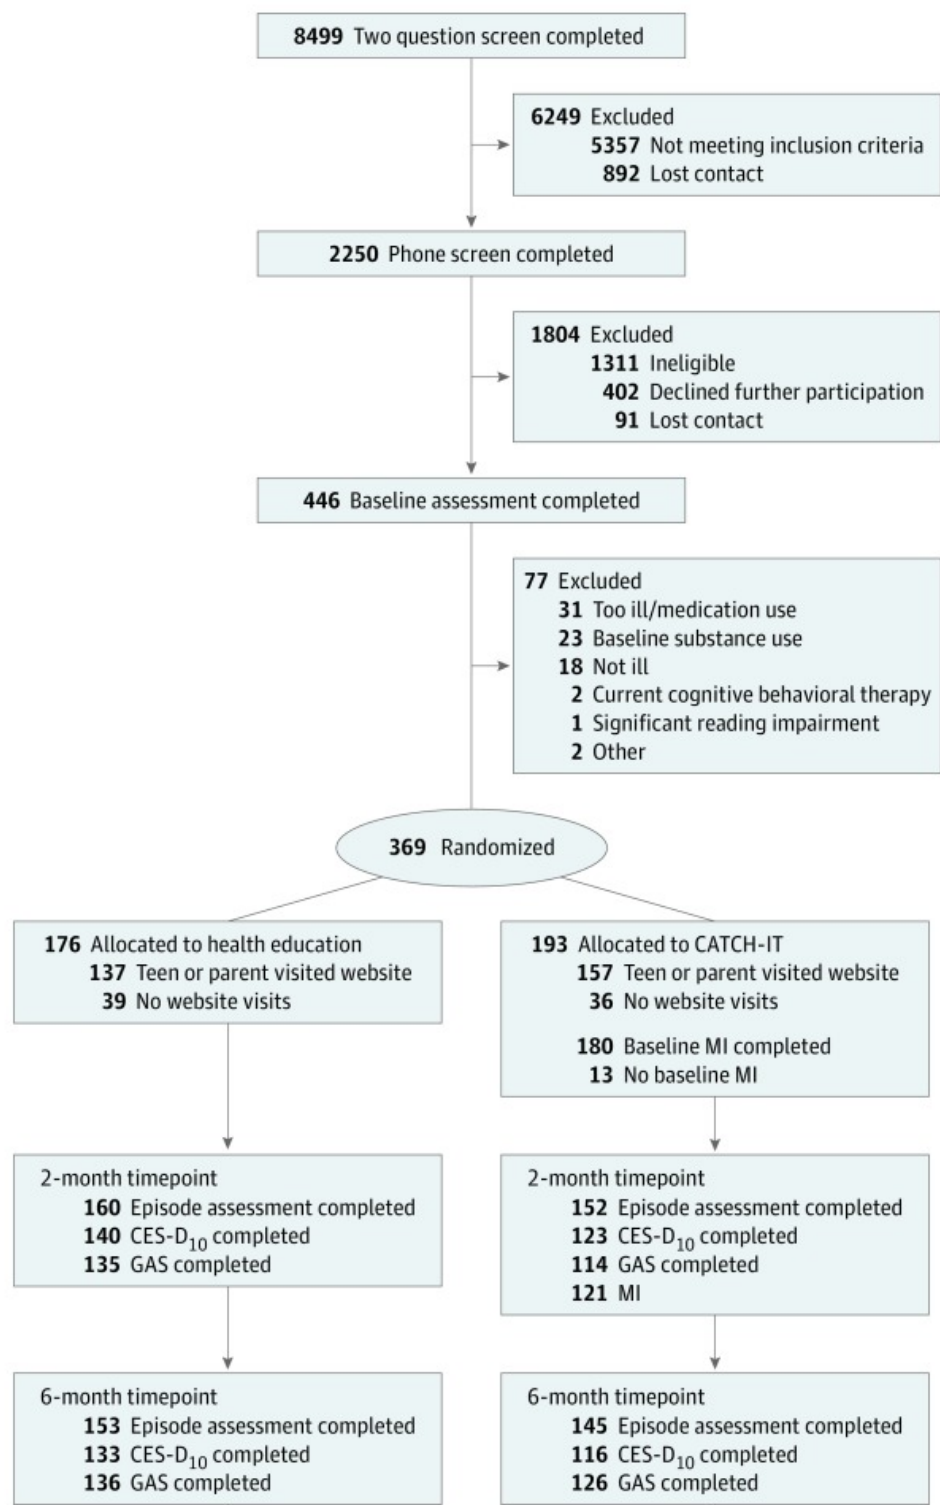 8499 Two question screen completed
6249 Excluded
5357 Not meeting inclusion criteria
892 Lost contact
2250 Phone screen completed
1804 Excluded
1311 Ineligible
402 Declined further participation
91 Lost contact
446 Baseline assessment completed
77 Excluded
31 Too ill/medication use
23 Baseline substance use
18 Not ill
2 Current cognitive behavioral therapy
1 Significant reading impairment
2 Other
369 Randomized
176 Allocated to health education
137 Teen or parent visited website
39 No website visits
193 Allocated to CATCH-IT
157 Teen or parent visited website
36 No website visits
180 Baseline MI completed
13 No baseline MI
2-month timepoint
160 Episode assessment completed
140 CES-D10 completed
135 GAS completed
2-month timepoint
152 Episode assessment completed
123 CES-D10 completed
114 GAS completed
121 MI
6-month timepoint
153 Episode assessment completed
133 CES-D10 completed
136 GAS completed
6-month timepoint
145 Episode assessment completed
116 CES-D10 completed
126 GAS completed